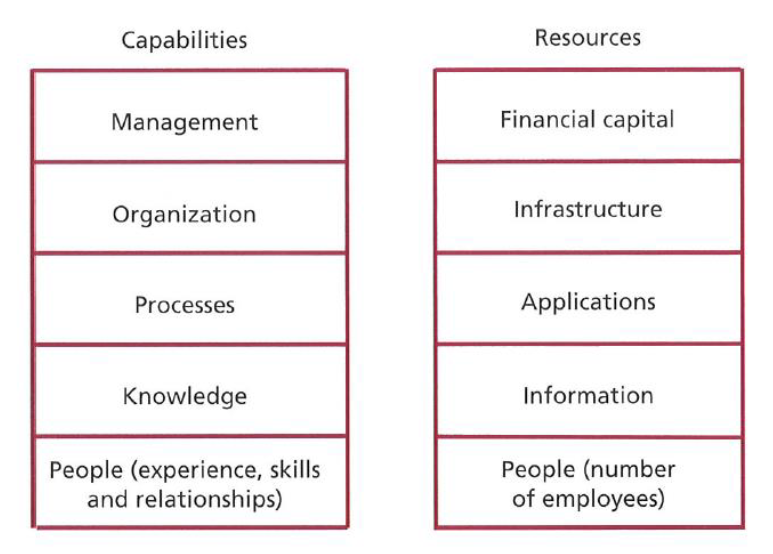 Capabilities
Management
Organization
Processes
Knowledge
People (experience, skills
and relationships)
Resources
Financial capital
Infrastructure
Applications
Information
People (number
of employees)